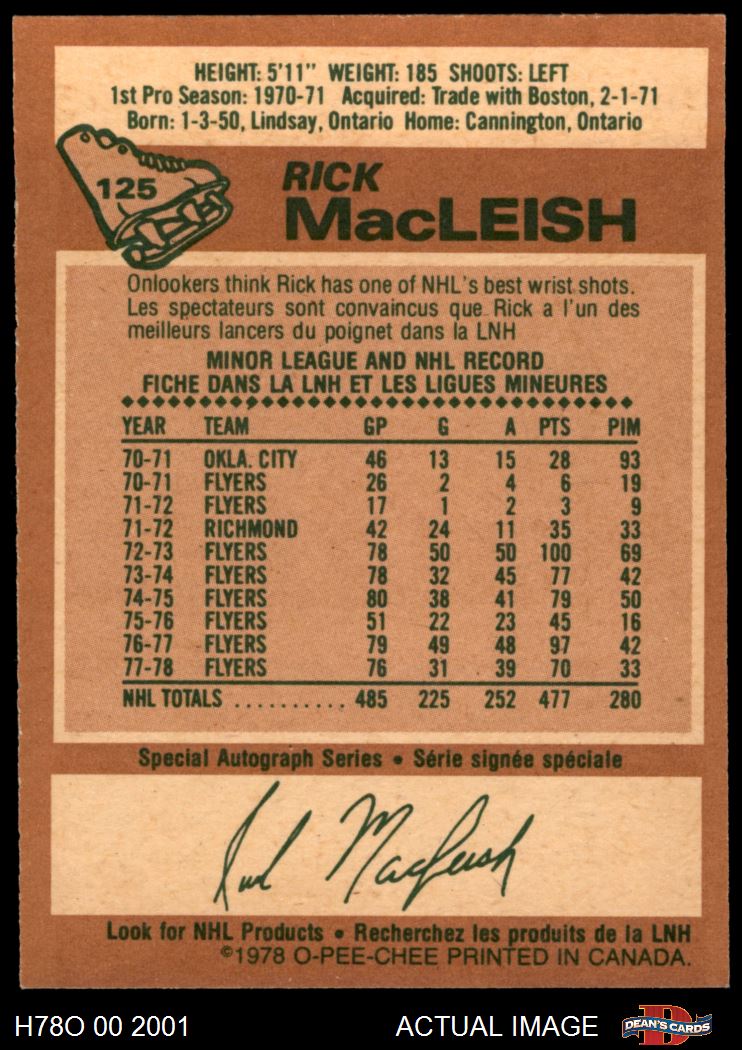 HEIGHT: 5'11" WEIGHT: 185 SHOOTS: LEFT
1st Pro Season: 1970-71 Acquired: Trade with Boston, 2-1-71
Born: 1-3-50, Lindsay, Ontario Home: Cannington, Ontario
125
RICK
MacLEISH
Onlookers think Rick has one of NHL's best wrist shots.
Les spectateurs sont convaincus que Rick a l'un des
meilleurs lancers du poignet dans la LNH
MINOR LEAGUE AND NHL RECORD
FICHE DANS LA LNH ET LES LIGUES MINEURES
YEAR TEAM GP G A PTS PIM
70-71 OKLA. CITY 46 13 15 28 93
70-71 FLYERS 26 2 4 6 19
71-72 FLYERS 17 1 2 3 9
71-72 RICHMOND 42 24 11 35 33
72-73 FLYERS 78 50 50 100 69
73-74 FLYERS 78 32 45 77 42
74-75 FLYERS 80 38 41 79 50
75-76 FLYERS 51 22 23 45 16
76-77 FLYERS 79 49 48 97 42
77-78 FLYERS 76 31 39 70 33
NHL TOTALS .......... 485 225 252 477 280
Special Autograph Series • Série signée spéciale
Rick MacLeish
Look for NHL Products • Recherchez les produits de la LNH
©1978 O-PEE-CHEE PRINTED IN CANADA.
H78O 00 2001 ACTUAL IMAGE D DEAN'S CARDS